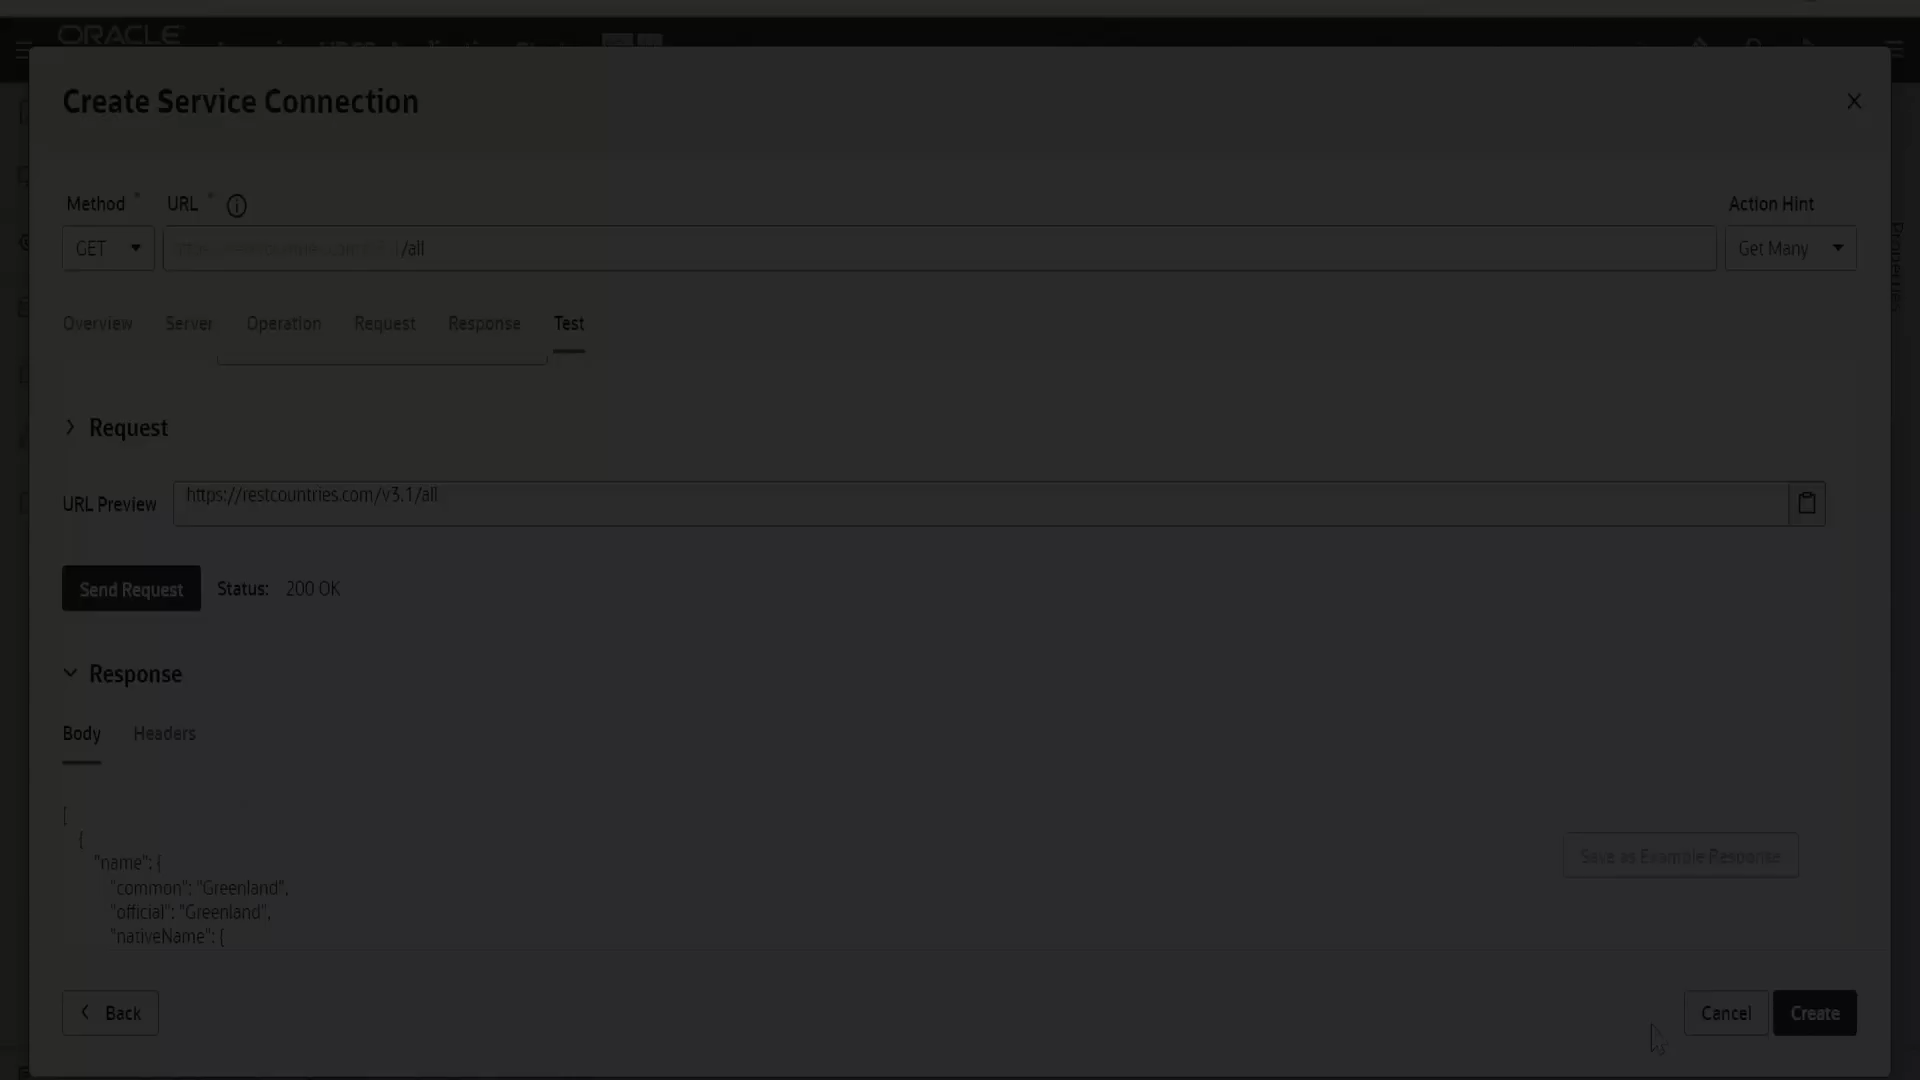 ORACLE
Create Service Connection
Method * URL *
Action Hint
GET
/all
Get Many
Overview Server Operation Request Response Test
Request
URL Preview https://restcountries.com/v3.1/all
Send Request Status: 200 OK
Response
Body Headers
[
{
"name": {
"common": "Greenland",
"official": "Greenland",
"nativeName": {
Save as Example Response
Back
Cancel Create